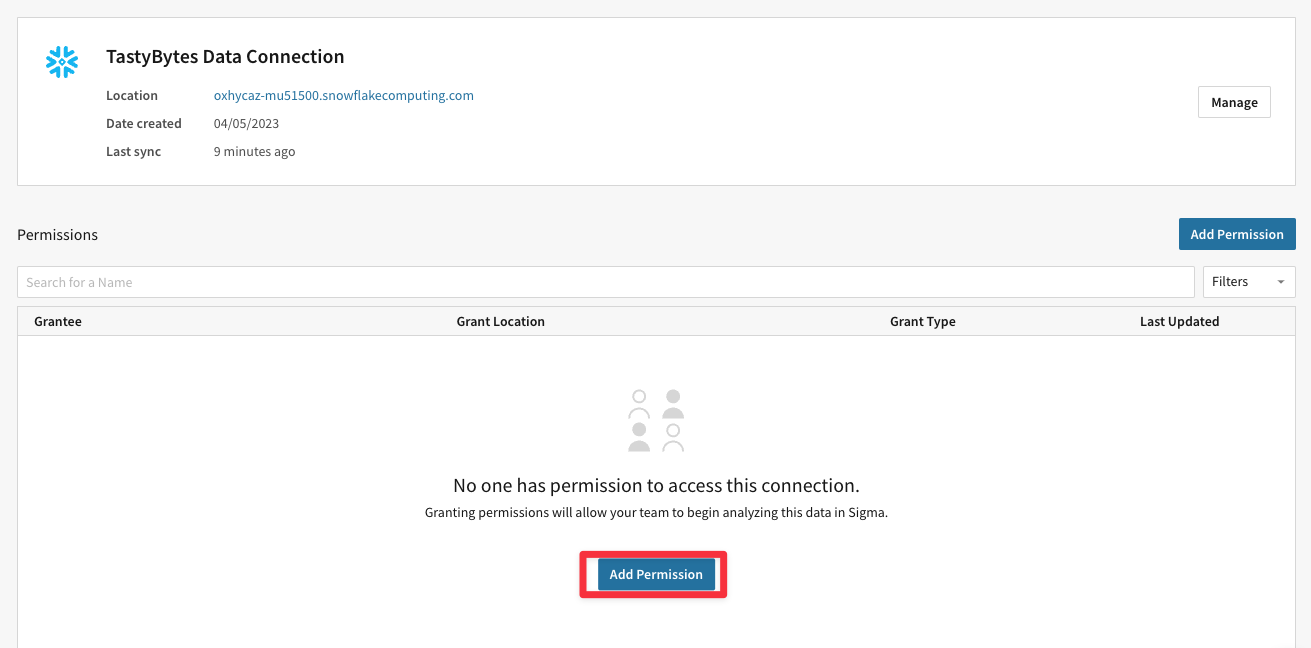 TastyBytes Data Connection
Location oxhycaz-mu51500.snowflakecomputing.com
Manage
Date created 04/05/2023
Last sync 9 minutes ago
Permissions
Add Permission
Search for a Name
Filters
Grantee Grant Location Grant Type Last Updated
No one has permission to access this connection.
Granting permissions will allow your team to begin analyzing this data in Sigma.
Add Permission